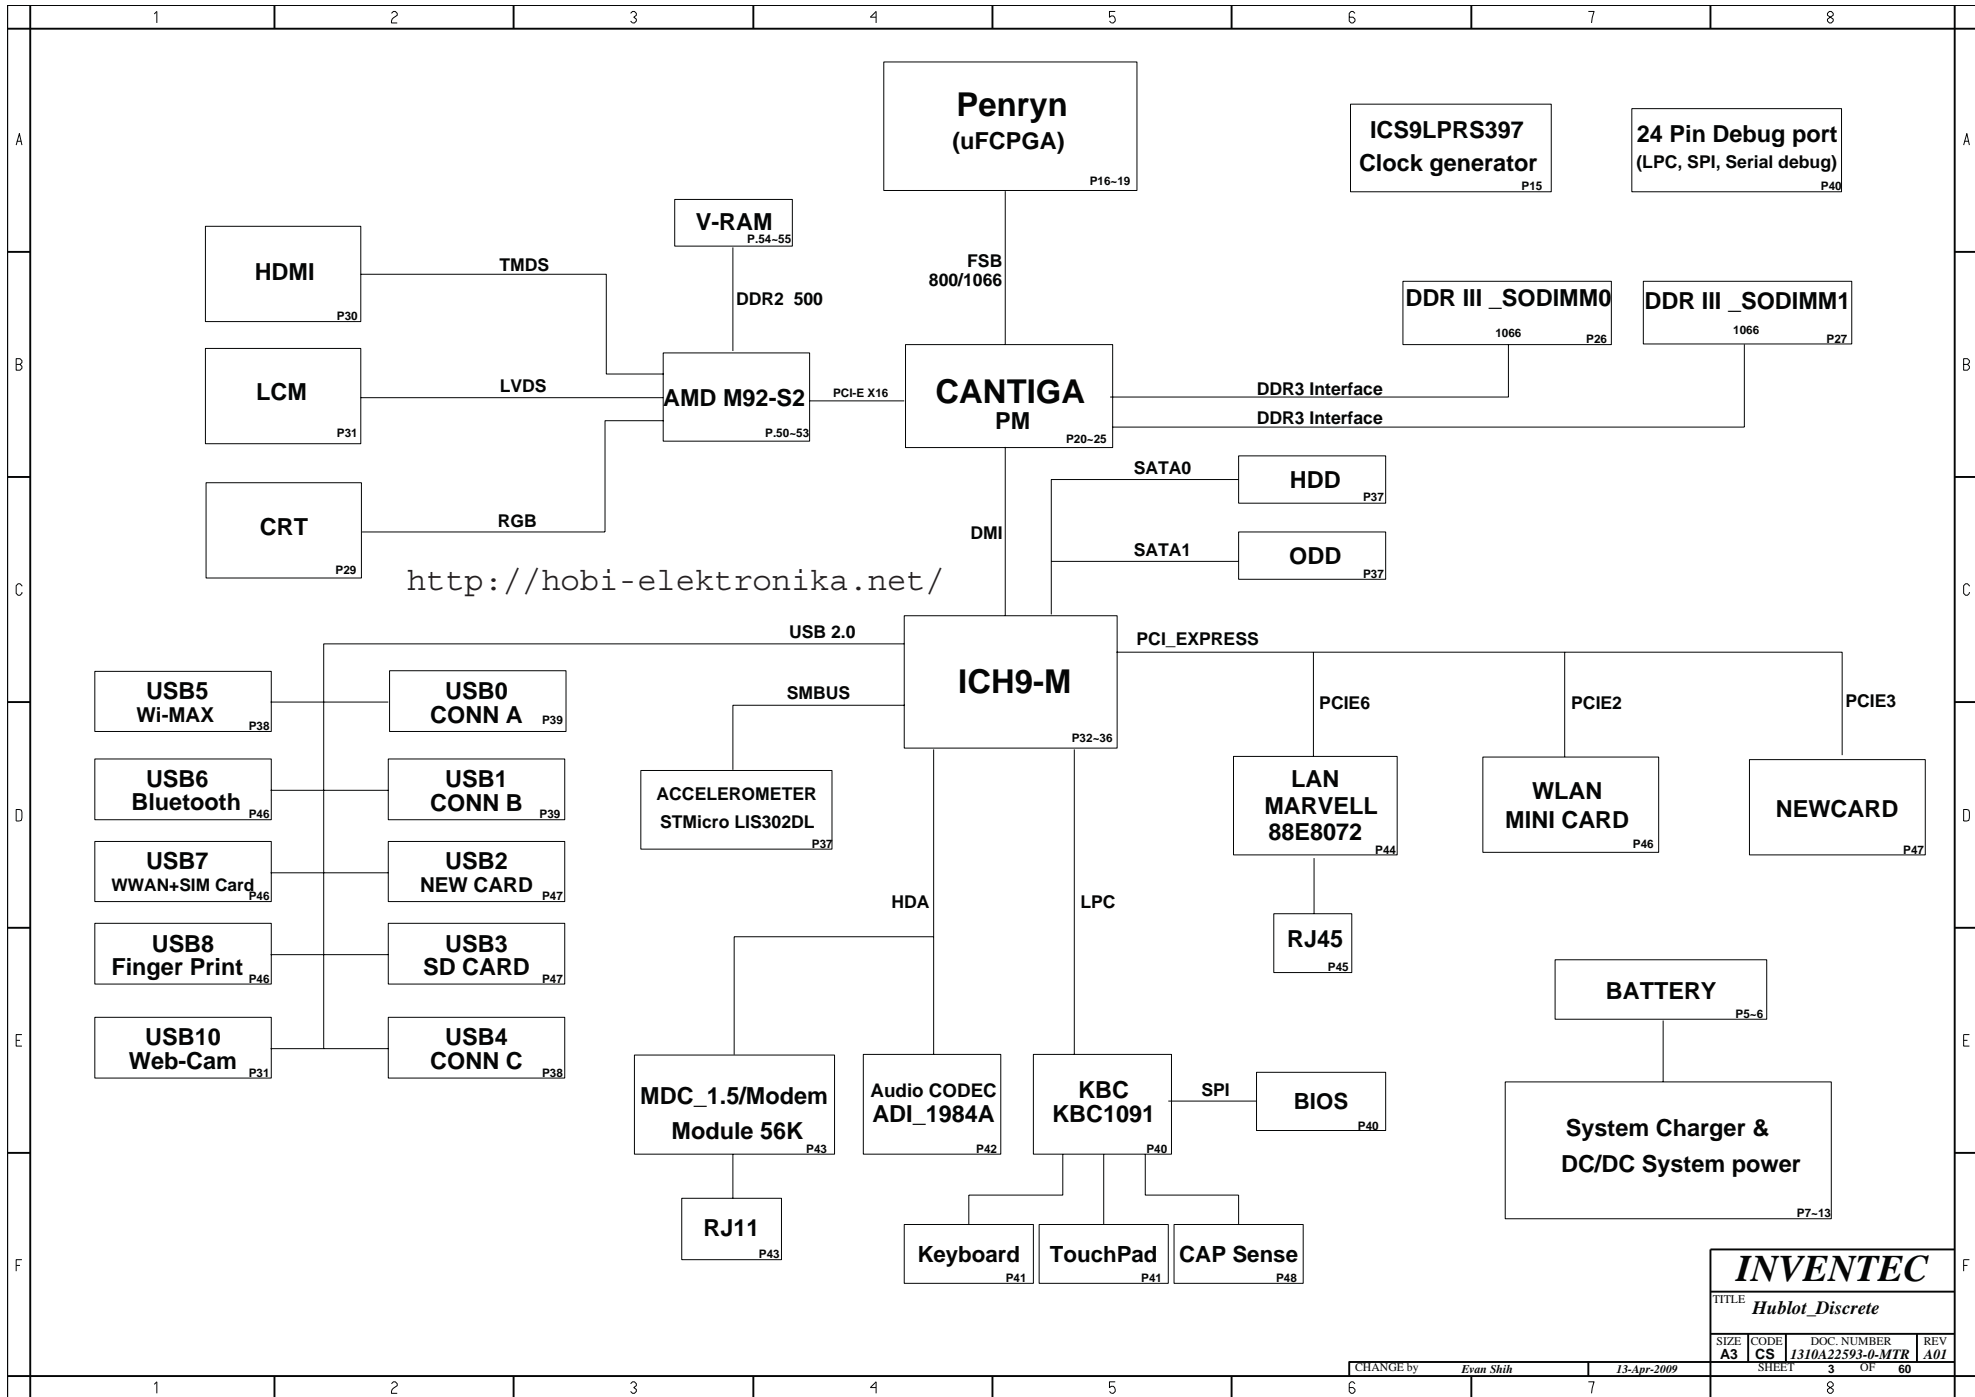 1 2 3 4 5 6 7 8
A
A
B
B
C
C
D
D
E
E
F
F
Penryn
(uFCPGA)
P16~19
ICS9LPRS397
Clock generator
P15
24 Pin Debug port
(LPC, SPI, Serial debug)
P40
V-RAM
P.54~55
HDMI
P30
TMDS
DDR2 500
FSB
800/1066
DDR III _SODIMM0
1066
P26
DDR III _SODIMM1
1066
P27
LCM
P31
LVDS
AMD M92-S2
P.50~53
PCI-E X16
CANTIGA
PM
P20~25
DDR3 Interface
DDR3 Interface
CRT
P29
RGB
DMI
SATA0
HDD
P37
SATA1
ODD
P37
http://hobi-elektronika.net/
USB 2.0
ICH9-M
P32~36
PCI_EXPRESS
SMBUS
PCIE6
PCIE2
PCIE3
USB5
Wi-MAX
P38
USB0
CONN A
P39
USB6
Bluetooth
P46
USB1
CONN B
P39
USB7
WWAN+SIM Card
P46
USB2
NEW CARD
P47
USB8
Finger Print
P46
USB3
SD CARD
P47
USB10
Web-Cam
P31
USB4
CONN C
P38
ACCELEROMETER
STMicro LIS302DL
P37
LAN
MARVELL
88E8072
P44
WLAN
MINI CARD
P46
NEWCARD
P47
HDA
LPC
RJ45
P45
BATTERY
P5~6
MDC_1.5/Modem
Module 56K
P43
Audio CODEC
ADI_1984A
P42
KBC
KBC1091
P40
SPI
BIOS
P40
System Charger &
DC/DC System power
P7~13
RJ11
P43
Keyboard
P41
TouchPad
P41
CAP Sense
P48
INVENTEC
TITLE
Hublot_Discrete
SIZE CODE DOC. NUMBER REV
A3 CS 1310A22593-0-MTR A01
CHANGE by Evan Shih 13-Apr-2009 SHEET 3 OF 60
1 2 3 4 5 6 7 8